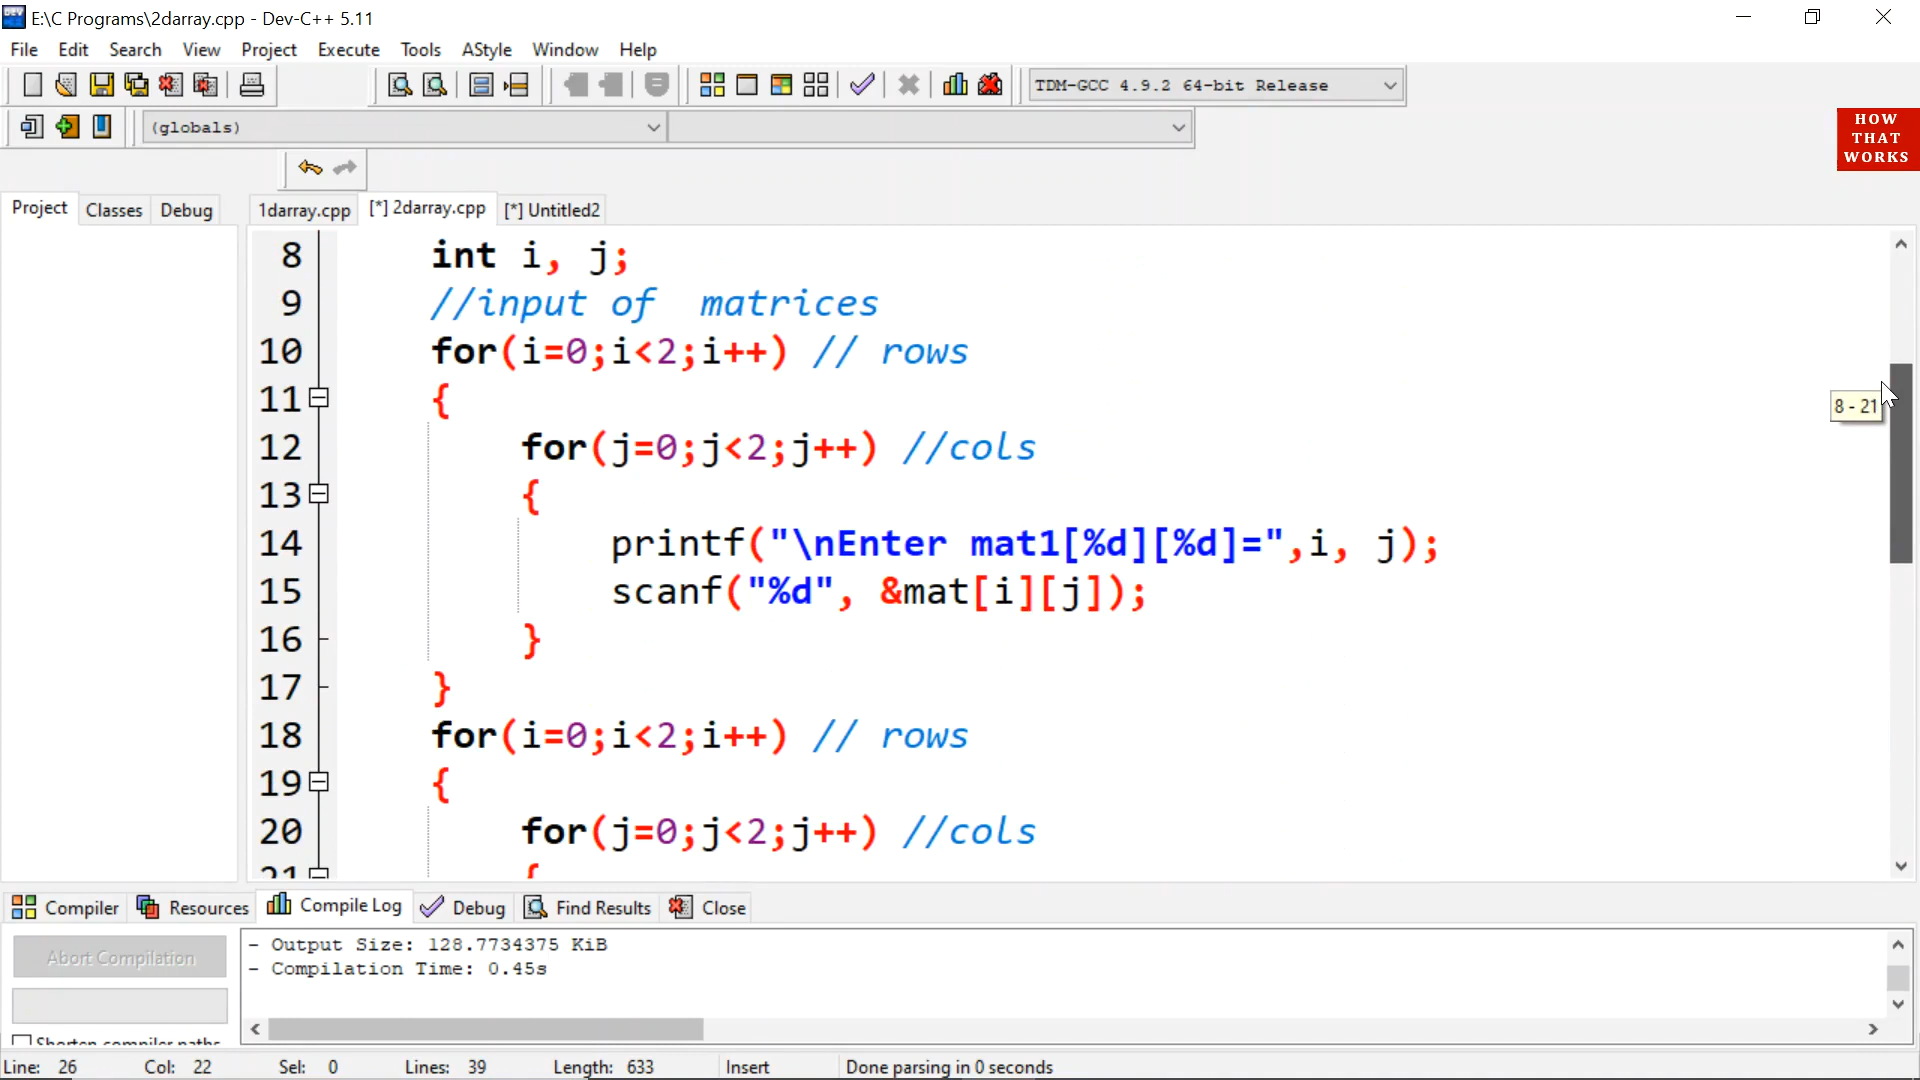 E:\C Programs\2darray.cpp - Dev-C++ 5.11
File Edit Search View Project Execute Tools AStyle Window Help
TDM-GCC 4.9.2 64-bit Release
(globals)
HOW
THAT
WORKS
Project Classes Debug
1darray.cpp [*] 2darray.cpp [*] Untitled2
8 int i, j;
9 //input of  matrices
10 for(i=0;i<2;i++) // rows
11 {
8 - 21
12 for(j=0;j<2;j++) //cols
13 {
14 printf("\nEnter mat1[%d][%d]=",i, j);
15 scanf("%d", &mat[i][j]);
16 }
17 }
18 for(i=0;i<2;i++) // rows
19 {
20 for(j=0;j<2;j++) //cols
21 {
Compiler Resources Compile Log Debug Find Results Close
Abort Compilation
- Output Size: 128.7734375 KiB
- Compilation Time: 0.45s
Shorten compiler paths
Line: 26 Col: 22 Sel: 0 Lines: 39 Length: 633 Insert Done parsing in 0 seconds